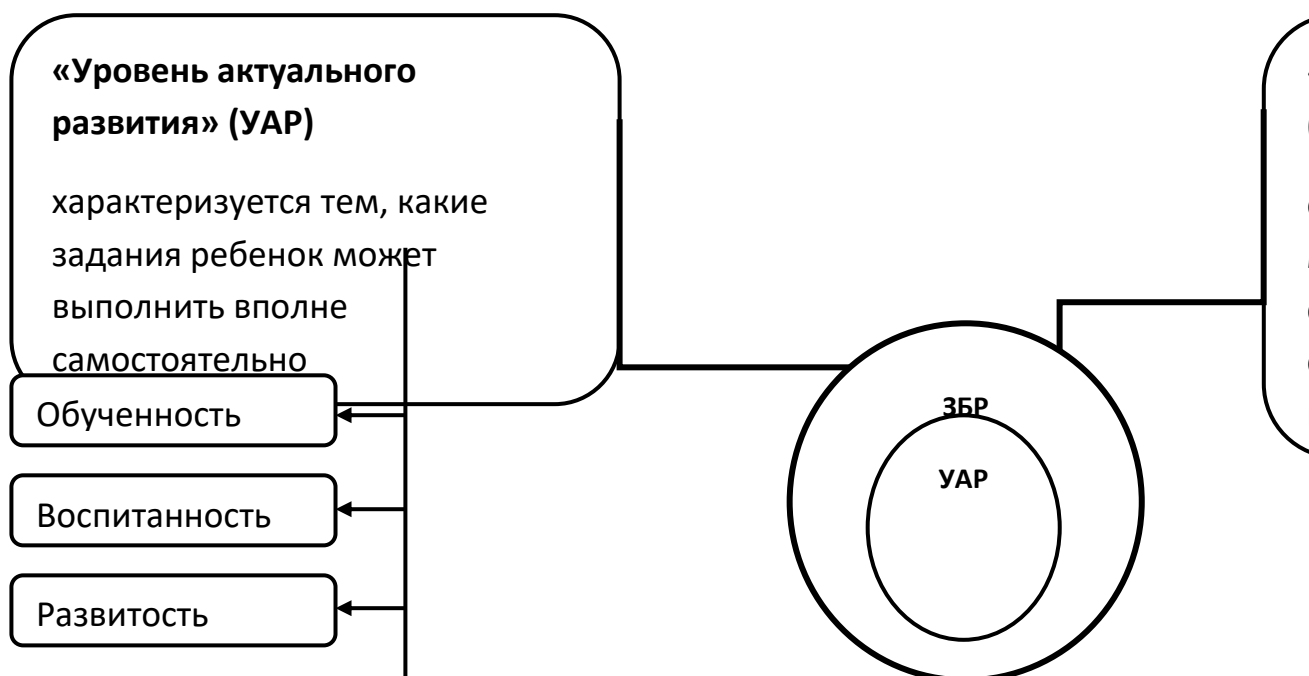 «Уровень актуального
развития» (УАР)
характеризуется тем, какие
задания ребенок может
выполнить вполне
самостоятельно
Обученность
Воспитанность
Развитость
ЗБР
УАР